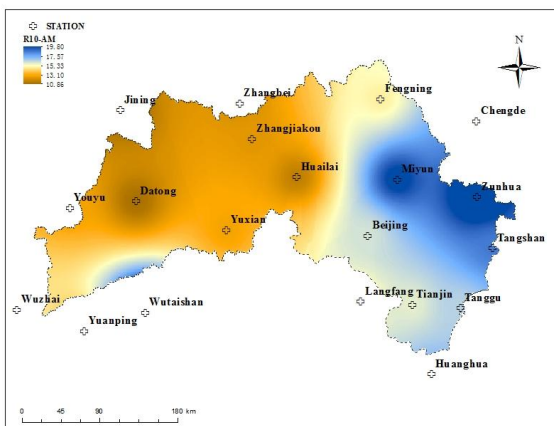 STATION
R10-AM
19.80
17.57
15.33
13.10
10.86
N
Jining
Zhangbei
Fengning
Chengde
Zhangjiakou
Huailai
Miyun
Zunhua
Youyu
Datong
Yuxian
Beijing
Tangshan
Wuzhai
Wutaishan
Langfang
Tianjin
Tanggu
Yuanping
Huanghua
0 45 90 180 km